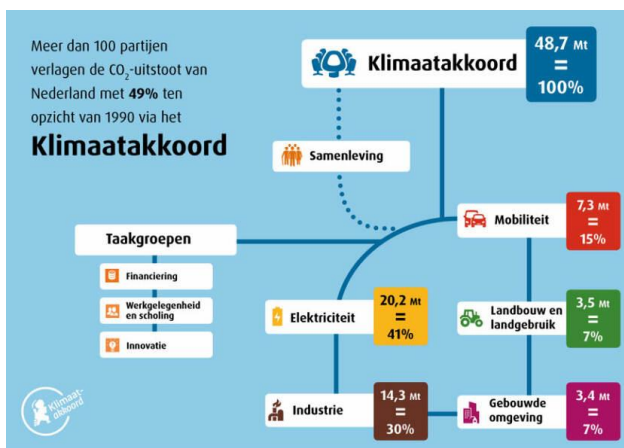 Meer dan 100 partijen
verlagen de CO₂-uitstoot van
Nederland met 49% ten
opzicht van 1990 via het
Klimaatakkoord
Klimaatakkoord
48,7 Mt
=
100%
Samenleving
Mobiliteit
7,3 Mt
=
15%
Taakgroepen
Financiering
Werkgelegenheid
en scholing
Innovatie
Elektriciteit
20,2 Mt
=
41%
Landbouw en
landgebruik
3,5 Mt
=
7%
Industrie
14,3 Mt
=
30%
Gebouwde
omgeving
3,4 Mt
=
7%
Klimaat-
akkoord